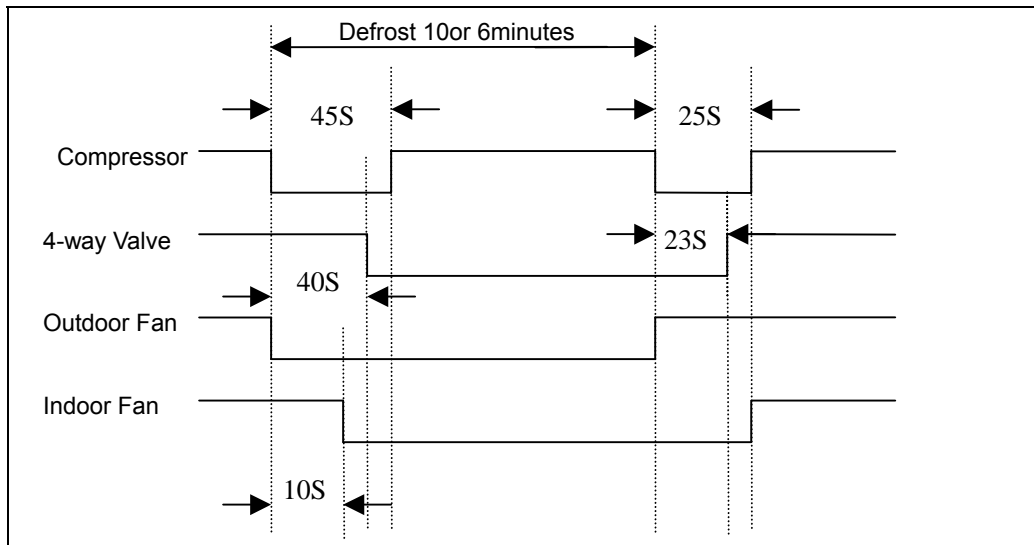 Defrost 10or 6minutes
45S
25S
Compressor
4-way Valve
23S
40S
Outdoor Fan
Indoor Fan
10S